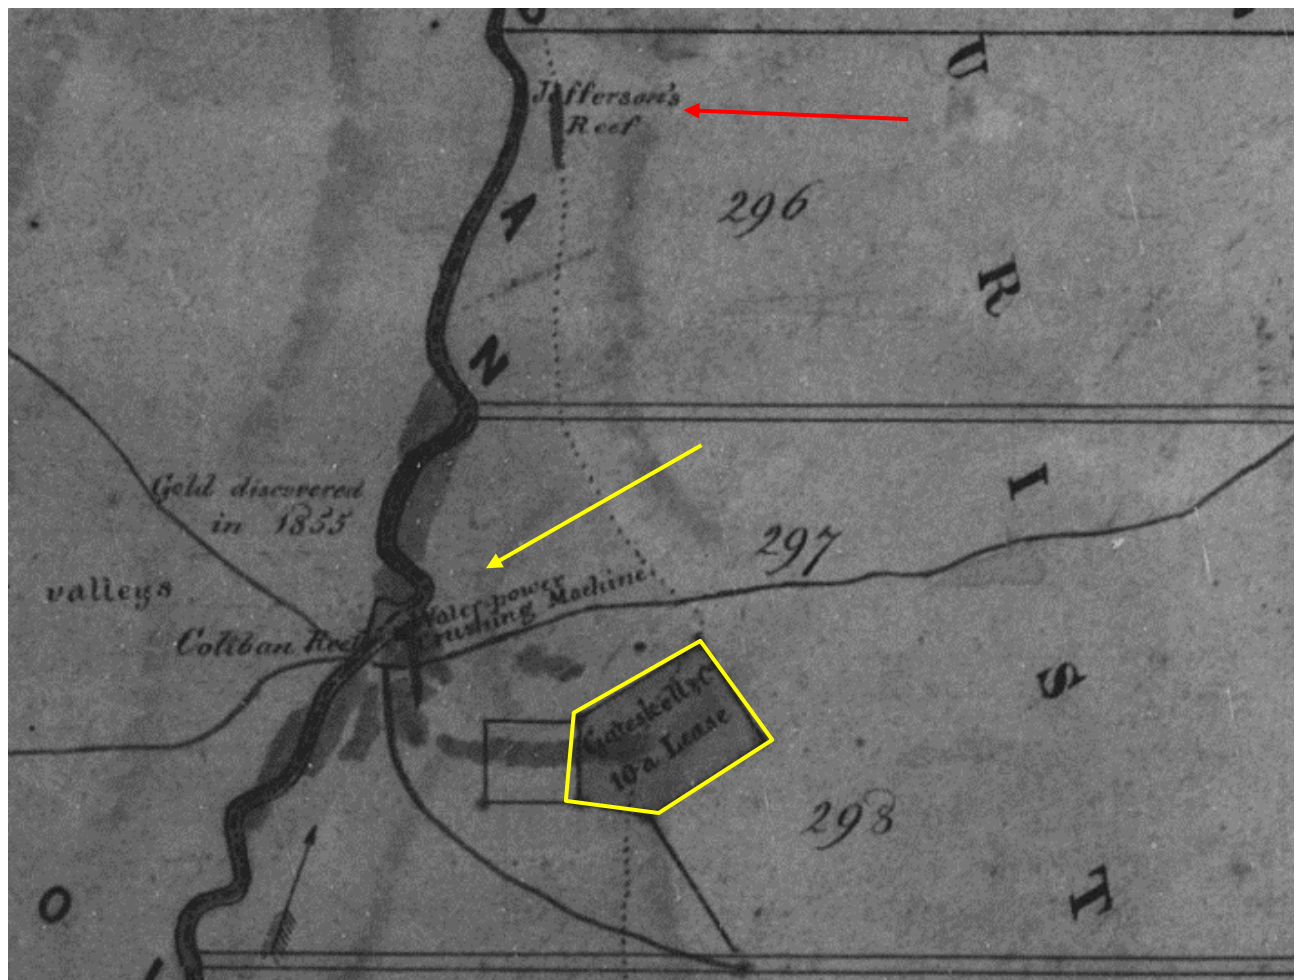 Jefferson's
Reef
296
U
R
A
N
Gold discovered
in 1855
297
I
valleys
Water power
Crushing Machine
Coliban Reef
S
10 a Lease
298
O
T